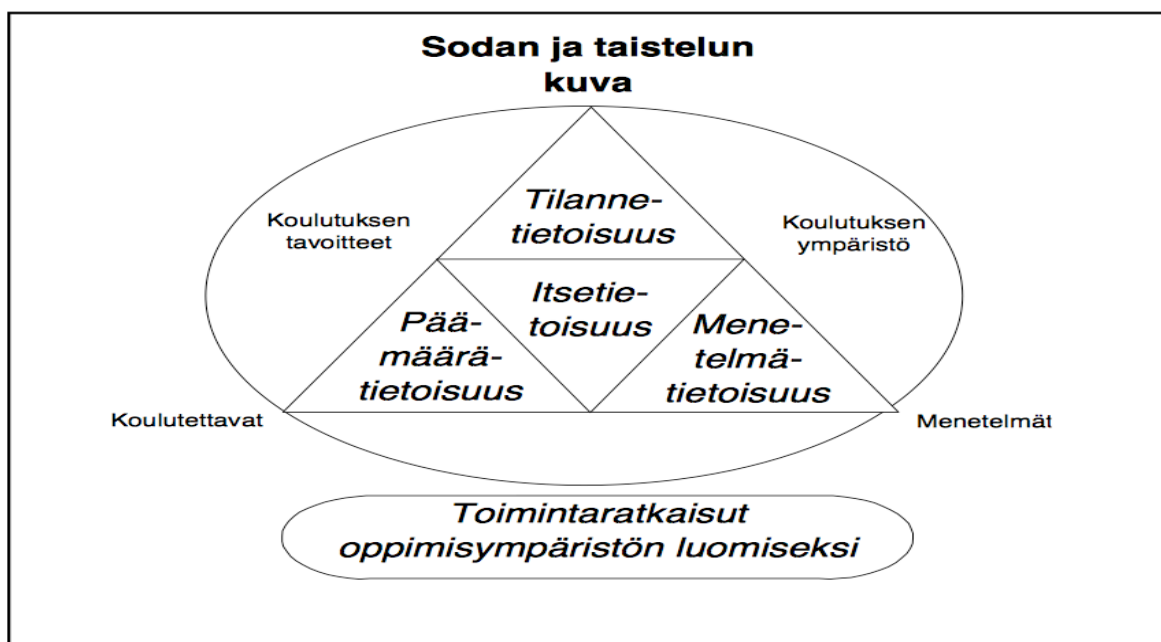 Sodan ja taistelun
kuva
Koulutuksen
tavoitteet
Tilanne-
tietoisuus
Koulutuksen
ympäristö
Itsetie-
toisuus
Pää-
määrä-
tietoisuus
Mene-
telmä-
tietoisuus
Koulutettavat
Menetelmät
Toimintaratkaisut
oppimisympäristön luomiseksi